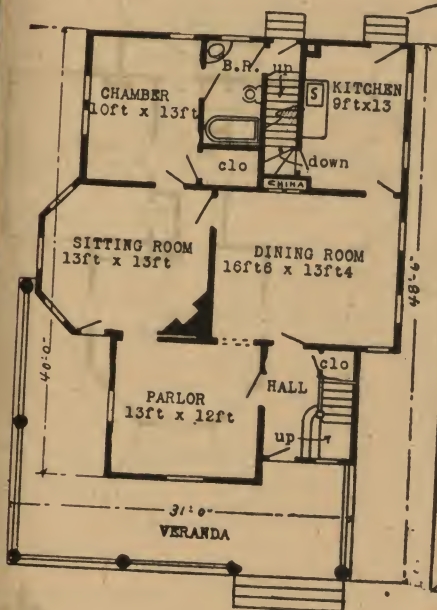 B.R.
up
CHAMBER
10ft x 13ft
KITCHEN
9ftx13
S
clo
down
CHINA
SITTING ROOM
13ft x 13ft
DINING ROOM
16ft6 x 13ft4
48'-6"
40'-0"
clo
HALL
PARLOR
13ft x 12ft
up
31'-0"
VERANDA